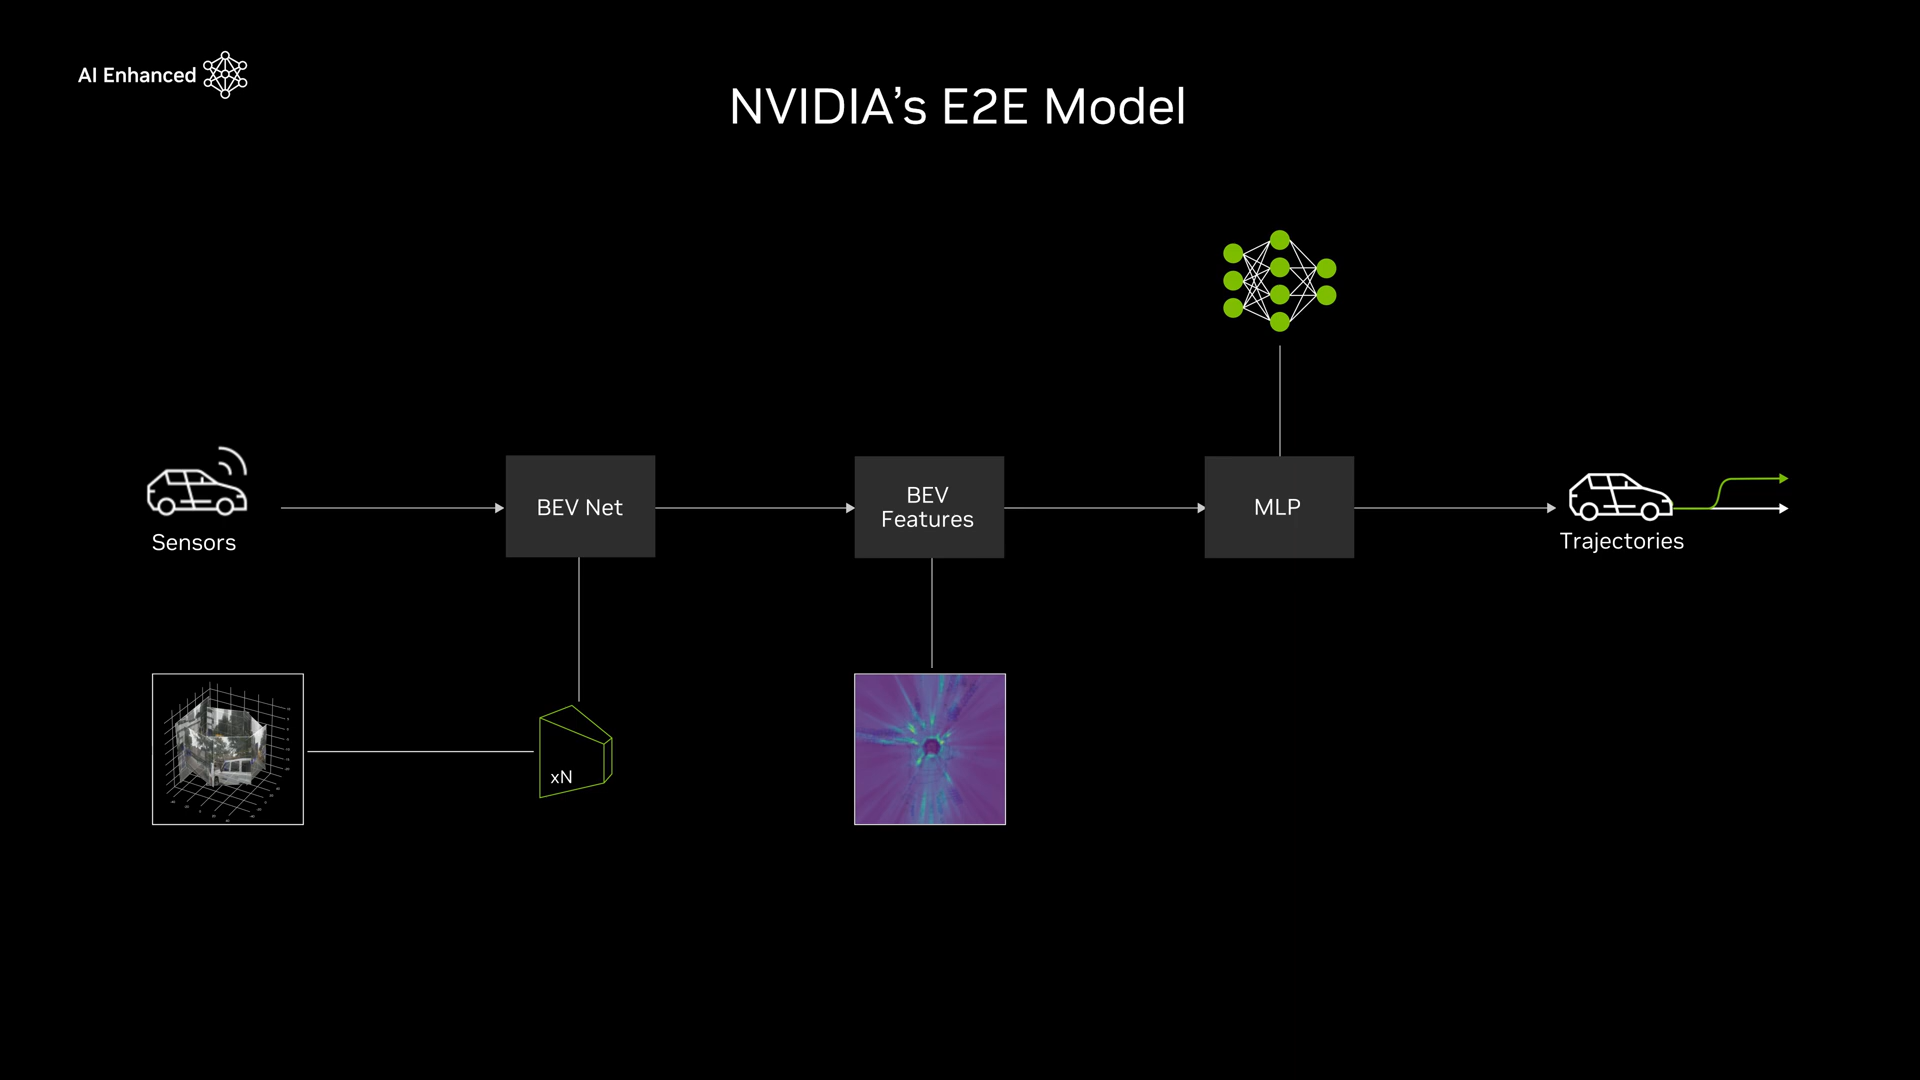 AI Enhanced
NVIDIA’s E2E Model
Sensors
BEV Net
BEV
Features
MLP
Trajectories
xN